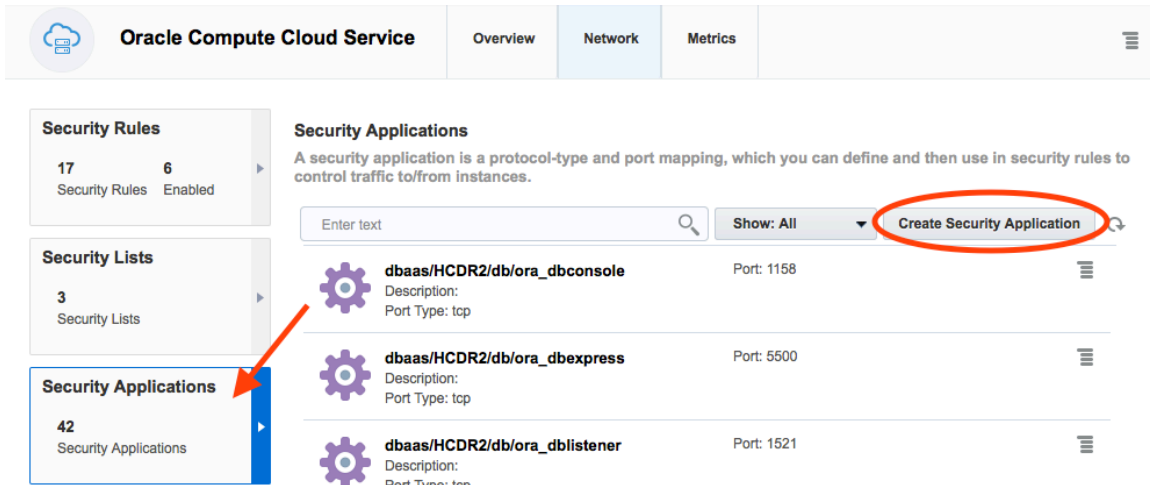 Oracle Compute Cloud Service
Overview
Network
Metrics
Security Rules
17 6
Security Rules Enabled
Security Lists
3
Security Lists
Security Applications
42
Security Applications
Security Applications
A security application is a protocol-type and port mapping, which you can define and then use in security rules to
control traffic to/from instances.
Enter text
Show: All
Create Security Application
dbaas/HCDR2/db/ora_dbconsole
Port: 1158
Description:
Port Type: tcp
dbaas/HCDR2/db/ora_dbexpress
Port: 5500
Description:
Port Type: tcp
dbaas/HCDR2/db/ora_dblistener
Port: 1521
Description:
Port Type: tcp